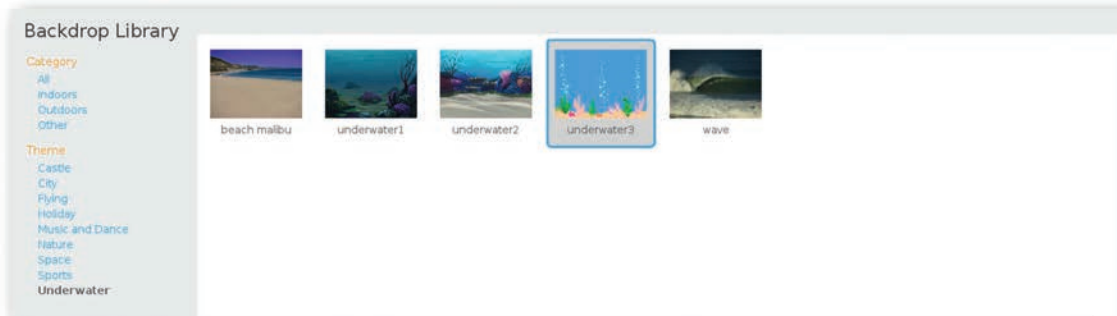 Backdrop Library
Category
All
Indoors
Outdoors
Other
Theme
Castle
City
Flying
Holiday
Music and Dance
Nature
Space
Sports
Underwater
beach malibu
underwater1
underwater2
underwater3
wave